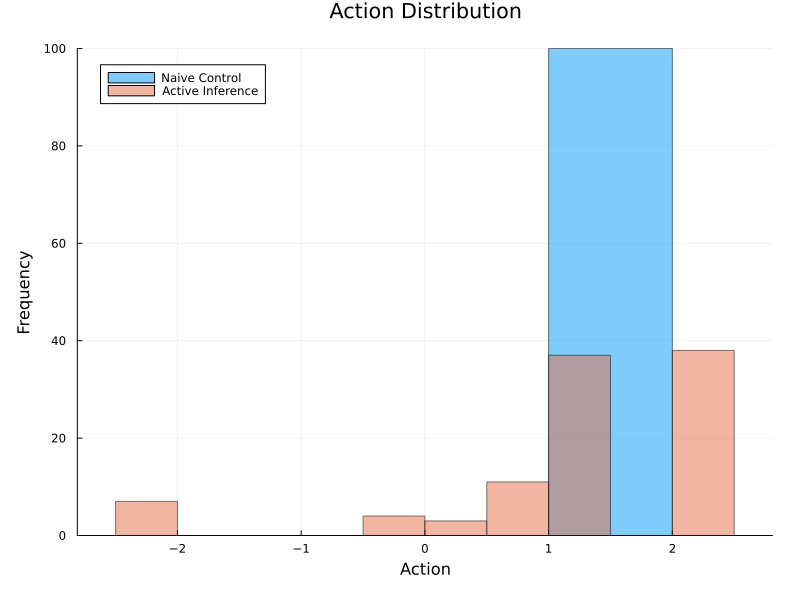 Action Distribution
Naive Control
Active Inference
100
80
60
40
20
0
Frequency
−2
−1
0
1
2
Action